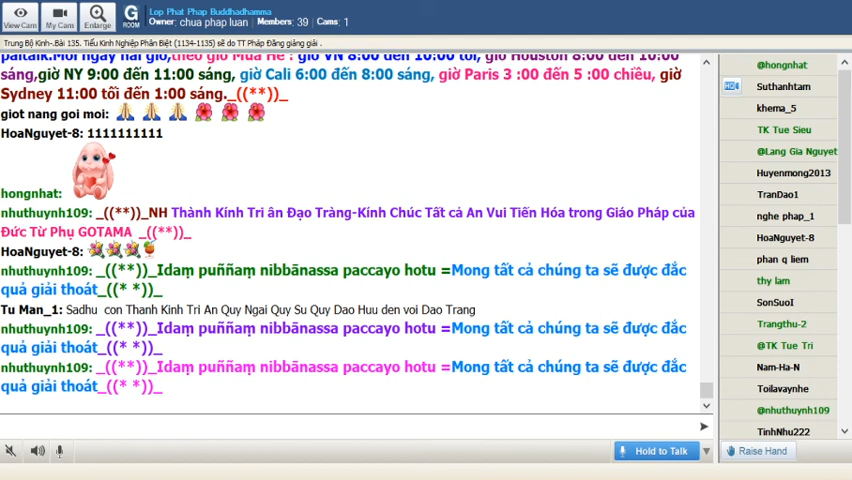 View Cam
My Cam
Enlarge
G
ROOM
Lop Phat Phap Buddhadhamma
Owner: chua phap luan Members: 39 Cams: 1
Trung Bộ Kinh-.Bài 135. Tiểu Kinh Nghiệp Phân Biệt (1134-1135) sẽ do TT Pháp Đăng giảng giải .
paltalk.Mỗi ngày hai giờ,theo giờ Mùa Hè : giờ VN 8:00 đến 10:00 tối, giờ Houston 8:00 đến 10:00
sáng,giờ NY 9:00 đến 11:00 sáng, giờ Cali 6:00 đến 8:00 sáng, giờ Paris 3 :00 đến 5 :00 chiều, giờ
Sydney 11:00 tối đến 1:00 sáng._((**)_
giot nang goi moi:
HoaNguyet-8: 1111111111
hongnhat:
nhuthuynh109: _((**))_NH Thành Kính Tri ân Đạo Tràng-Kính Chúc Tất cả An Vui Tiến Hóa trong Giáo Pháp của
Đức Từ Phụ GOTAMA _((**))_
HoaNguyet-8:
nhuthuynh109: _((**))_Idaṃ puññaṃ nibbānassa paccayo hotu =Mong tất cả chúng ta sẽ được đắc
quả giải thoát_((* *))_
Tu Man_1: Sadhu con Thanh Kinh Tri An Quy Ngai Quy Su Quy Dao Huu den voi Dao Trang
nhuthuynh109: _((**))_Idaṃ puññaṃ nibbānassa paccayo hotu =Mong tất cả chúng ta sẽ được đắc
quả giải thoát_((* *))_
nhuthuynh109: _((**))_Idaṃ puññaṃ nibbānassa paccayo hotu =Mong tất cả chúng ta sẽ được đắc
quả giải thoát_((* *))_
Hold to Talk
@hongnhat
Suthanhtam
khema_5
TK Tue Sieu
@Lang Gia Nguyet
Huyenmong2013
TranDao1
nghe phap_1
HoaNguyet-8
phan q liem
thy lam
SonSuoI
Trangthu-2
@TK Tue Tri
Nam-Ha-N
Toilavaynhe
@nhuthuynh109
TinhNhu222
Raise Hand